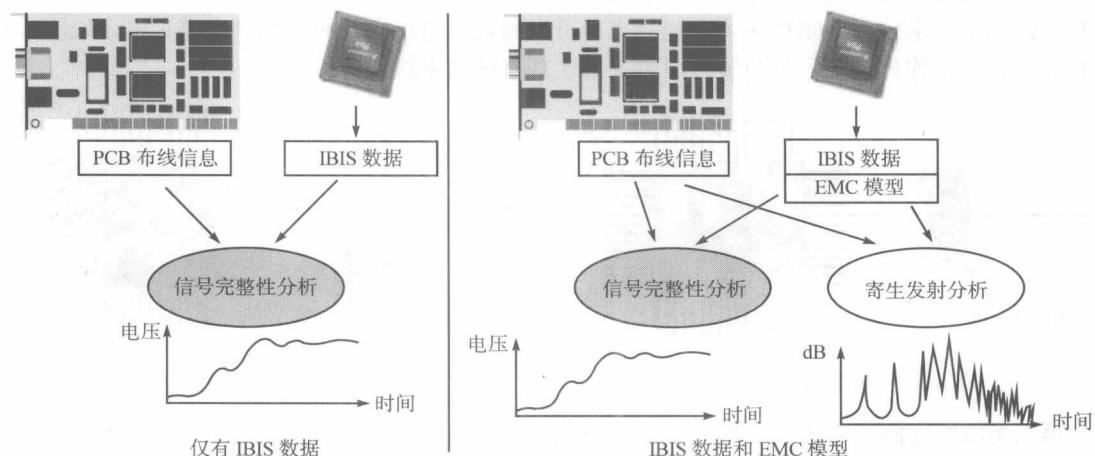 PCB 布线信息
IBIS 数据
信号完整性分析
电压
时间
仅有 IBIS 数据
PCB 布线信息
IBIS 数据
EMC 模型
信号完整性分析
寄生发射分析
电压
时间
dB
时间
IBIS 数据和 EMC 模型